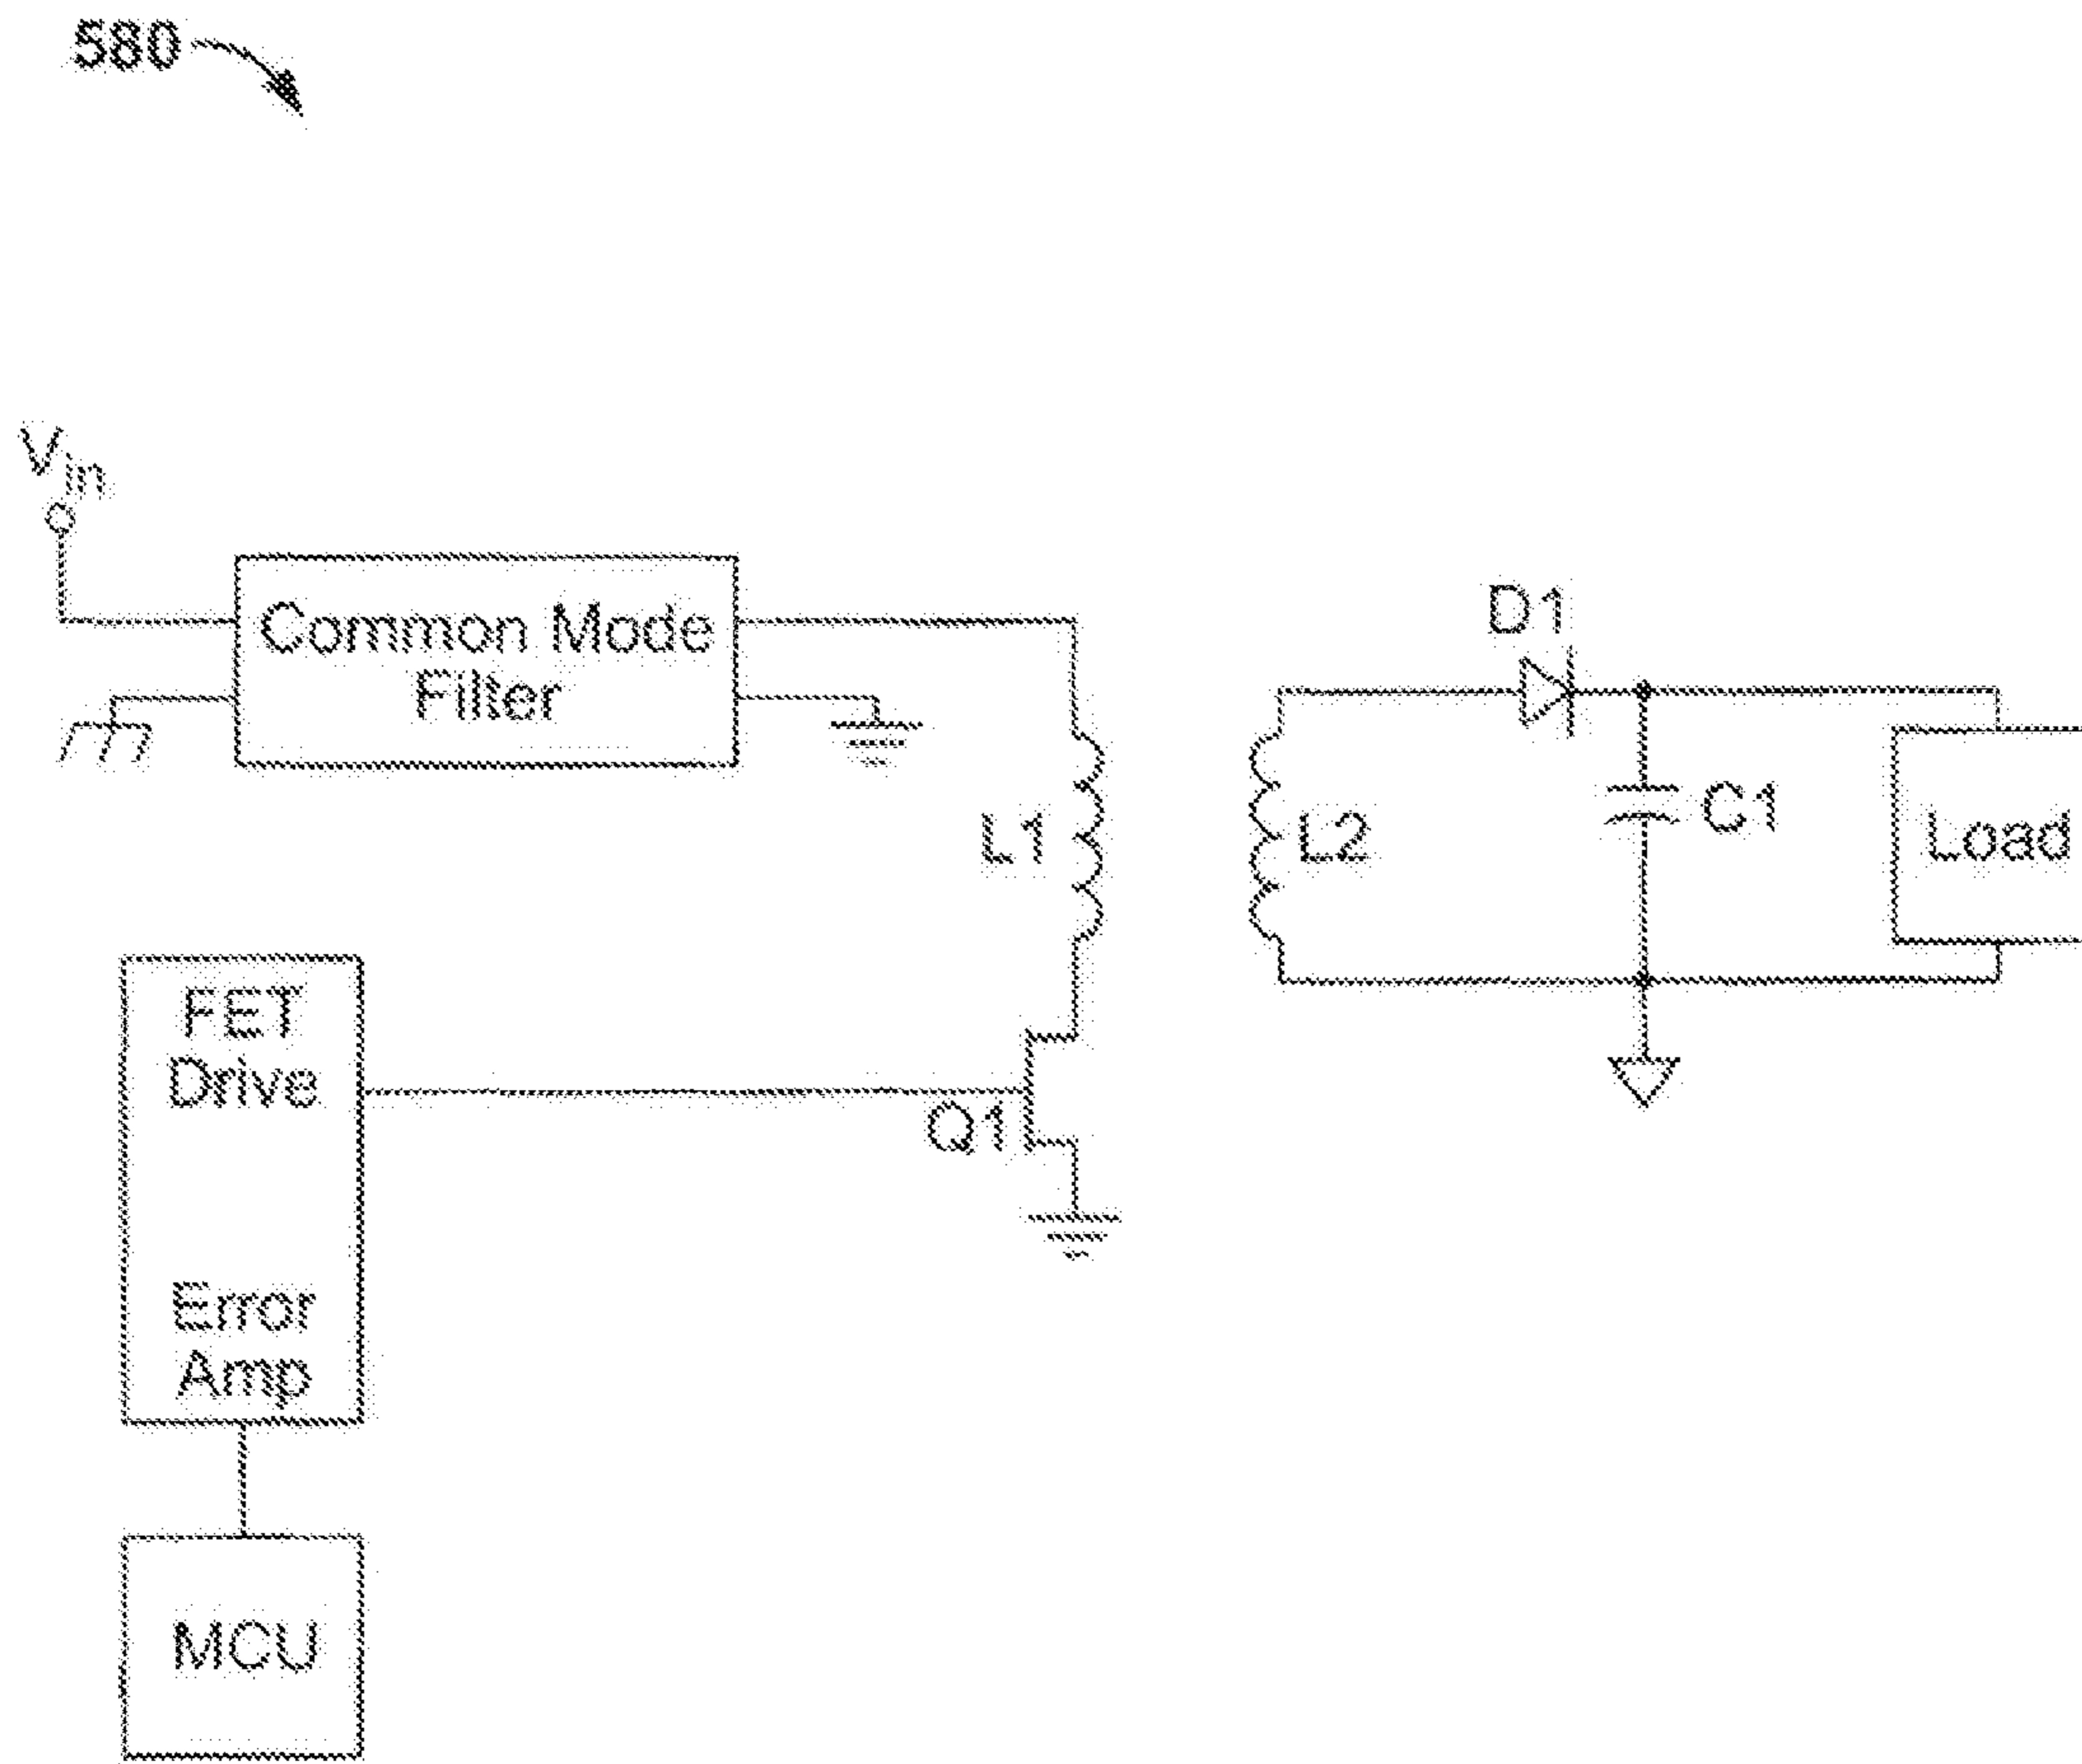 580
Vin
Common Mode
Filter
D1
L1
L2
C1
Load
FET
Drive
Q1
Error
Amp
MCU